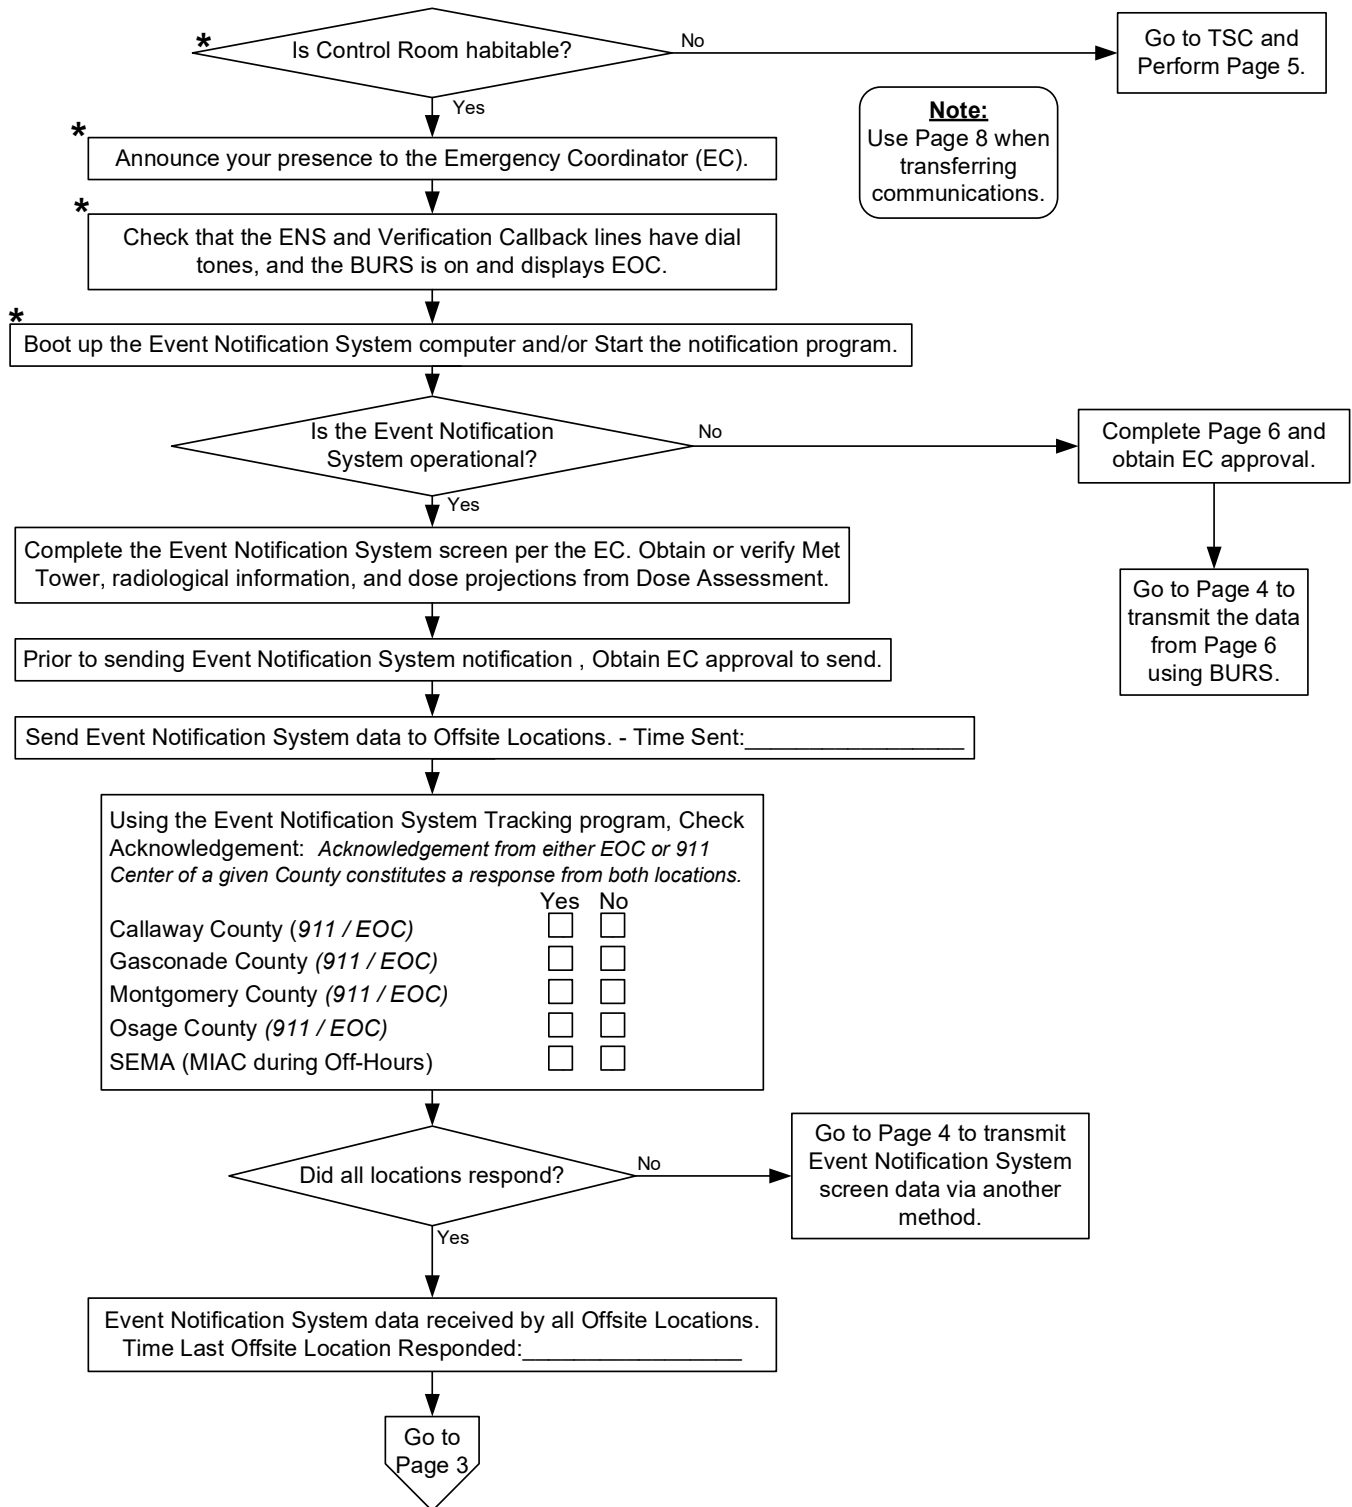 *
Is Control Room habitable?
No
Go to TSC and
Perform Page 5.
Yes
Note:
Use Page 8 when
transferring
communications.
*
Announce your presence to the Emergency Coordinator (EC).
*
Check that the ENS and Verification Callback lines have dial
tones, and the BURS is on and displays EOC.
*
Boot up the Event Notification System computer and/or Start the notification program.
Is the Event Notification
System operational?
No
Complete Page 6 and
obtain EC approval.
Yes
Go to Page 4 to
transmit the data
from Page 6
using BURS.
Complete the Event Notification System screen per the EC. Obtain or verify Met
Tower, radiological information, and dose projections from Dose Assessment.
Prior to sending Event Notification System notification , Obtain EC approval to send.
Send Event Notification System data to Offsite Locations. - Time Sent:__________________
Using the Event Notification System Tracking program, Check
Acknowledgement: Acknowledgement from either EOC or 911
Center of a given County constitutes a response from both locations.
Yes No
Callaway County (911 / EOC)
Gasconade County (911 / EOC)
Montgomery County (911 / EOC)
Osage County (911 / EOC)
SEMA (MIAC during Off-Hours)
Did all locations respond?
No
Go to Page 4 to transmit
Event Notification System
screen data via another
method.
Yes
Event Notification System data received by all Offsite Locations.
Time Last Offsite Location Responded:__________________
Go to
Page 3